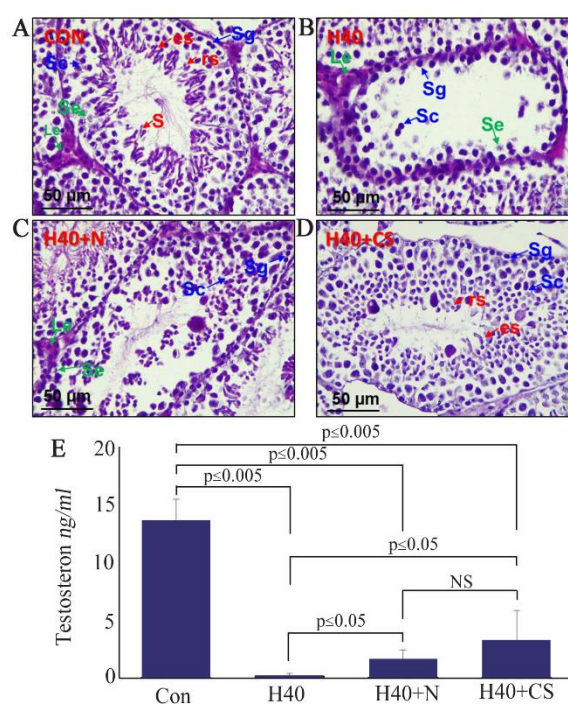 A
CON
es
rs
Sg
Sc
Se
Le
S
50 µm
B
H40
Le
Sg
Sc
Se
50 µm
C
H40+N
Sg
Sc
Le
Se
50 µm
D
H40+CS
Sg
Sc
rs
es
50 µm
E
p≤0.005
p≤0.005
p≤0.005
p≤0.05
NS
p≤0.05
Testosteron ng/ml
20
15
10
5
0
Con
H40
H40+N
H40+CS